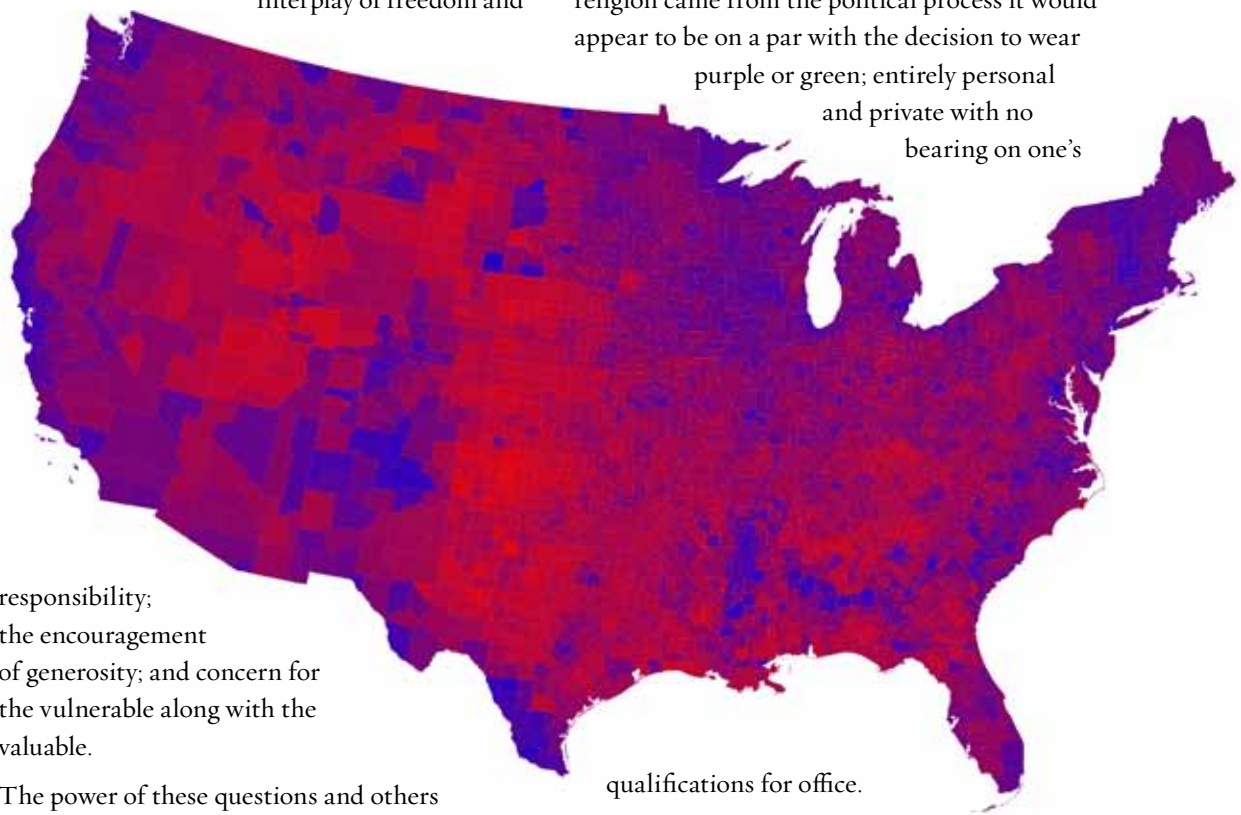 interplay of freedom and
responsibility;
the encouragement
of generosity; and concern for
the vulnerable along with the
valuable.
The power of these questions and others
religion came from the political process it would
appear to be on a par with the decision to wear
purple or green; entirely personal
and private with no
bearing on one’s
qualifications for office.